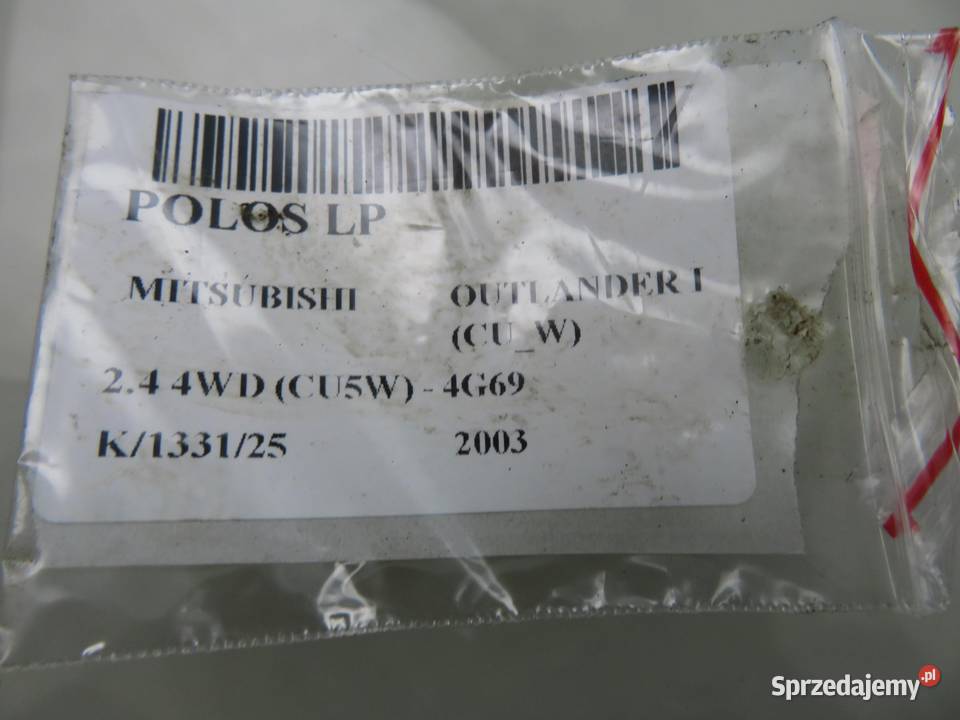 POLOS LP
MITSUBISHI OUTLANDER I
(CU_W)
2.4 4WD (CU5W) - 4G69
K/1331/25 2003
Sprzedajemy.pl